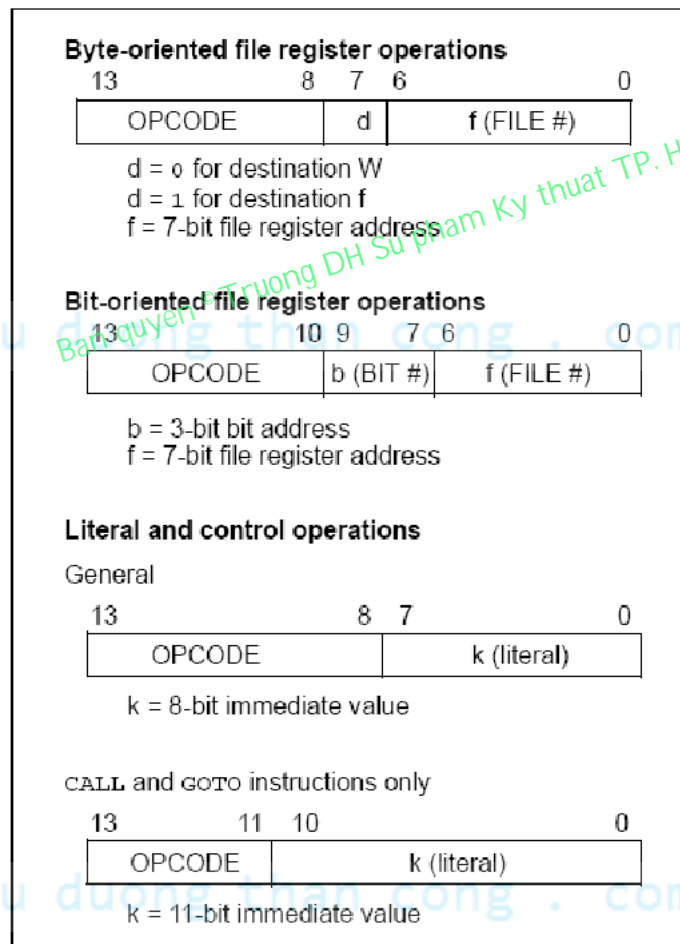 Byte-oriented file register operations
13 8 7 6 0
OPCODE d f (FILE #)
d = 0 for destination W
d = 1 for destination f
f = 7-bit file register address
Ban quyen © Truong DH Su pham Ky thuat TP. H
Bit-oriented file register operations
13 10 9 7 6 0
u duong than cong . com
OPCODE b (BIT #) f (FILE #)
b = 3-bit bit address
f = 7-bit file register address
Literal and control operations
General
13 8 7 0
OPCODE k (literal)
k = 8-bit immediate value
CALL and GOTO instructions only
13 11 10 0
OPCODE k (literal)
u duong than cong . com
k = 11-bit immediate value